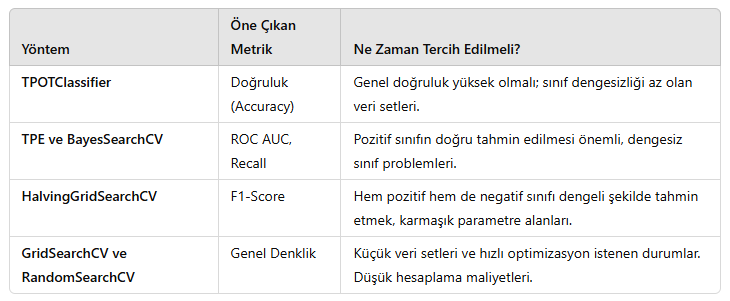 Yöntem
Öne Çıkan
Metrik
Ne Zaman Tercih Edilmeli?
TPOTClassifier
Doğruluk
(Accuracy)
Genel doğruluk yüksek olmalı; sınıf dengesizliği az olan
veri setleri.
TPE ve BayesSearchCV
ROC AUC,
Recall
Pozitif sınıfın doğru tahmin edilmesi önemli, dengesiz
sınıf problemleri.
HalvingGridSearchCV
F1-Score
Hem pozitif hem de negatif sınıfı dengeli şekilde tahmin
etmek, karmaşık parametre alanları.
GridSearchCV ve
RandomSearchCV
Genel Denklik
Küçük veri setleri ve hızlı optimizasyon istenen durumlar.
Düşük hesaplama maliyetleri.